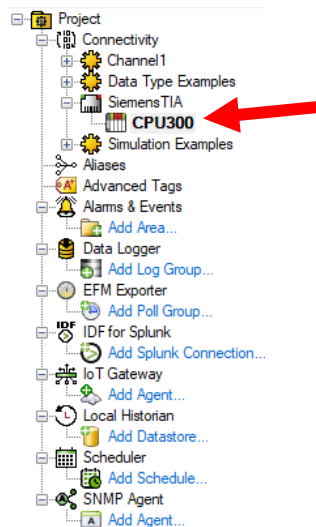 Project
Connectivity
Channel1
Data Type Examples
SiemensTIA
CPU300
Simulation Examples
Aliases
Advanced Tags
Alarms & Events
Add Area...
Data Logger
Add Log Group...
EFM Exporter
Add Poll Group...
IDF for Splunk
Add Splunk Connection...
IoT Gateway
Add Agent...
Local Historian
Add Datastore...
Scheduler
Add Schedule...
SNMP Agent
Add Agent...